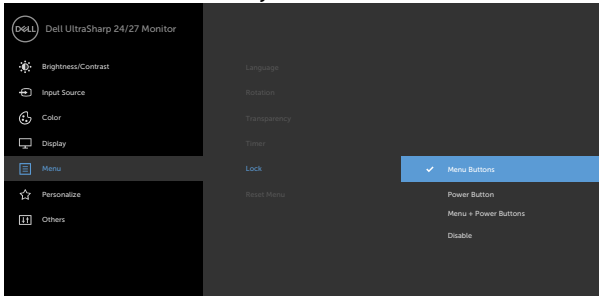 DELL Dell UltraSharp 24/27 Monitor
Brightness/Contrast
Input Source
Color
Display
Menu
Personalize
Others
Language
Rotation
Transparency
Timer
Lock
Reset Menu
Menu Buttons
Power Button
Menu + Power Buttons
Disable